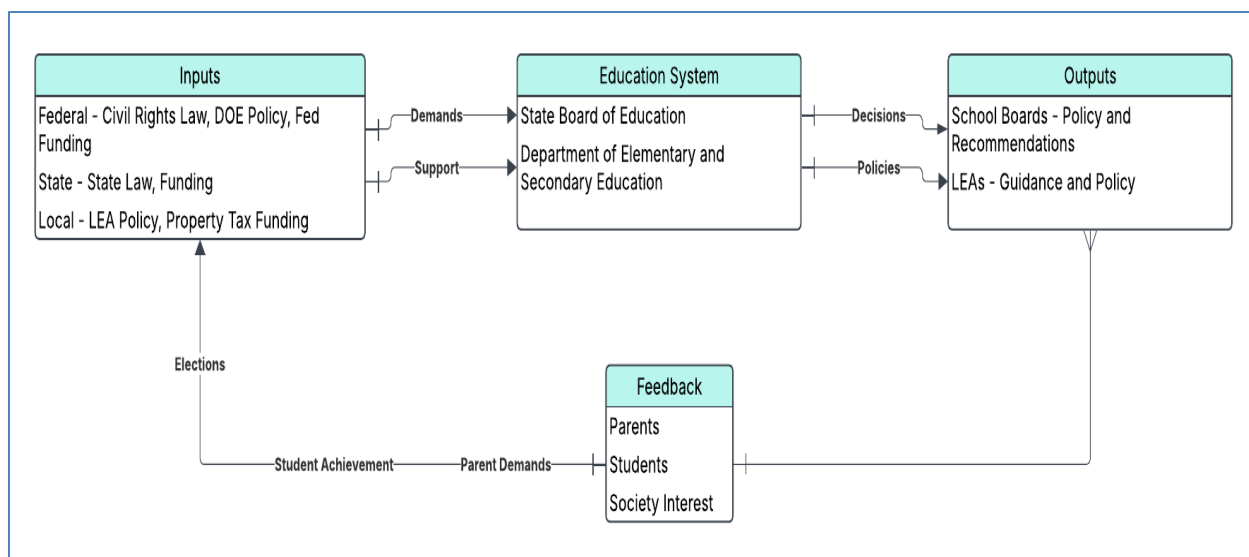 Inputs
Federal - Civil Rights Law, DOE Policy, Fed
Funding
State - State Law, Funding
Local - LEA Policy, Property Tax Funding
Demands
Support
Education System
State Board of Education
Department of Elementary and
Secondary Education
Decisions
Policies
Outputs
School Boards - Policy and
Recommendations
LEAs - Guidance and Policy
Elections
Student Achievement
Parent Demands
Feedback
Parents
Students
Society Interest